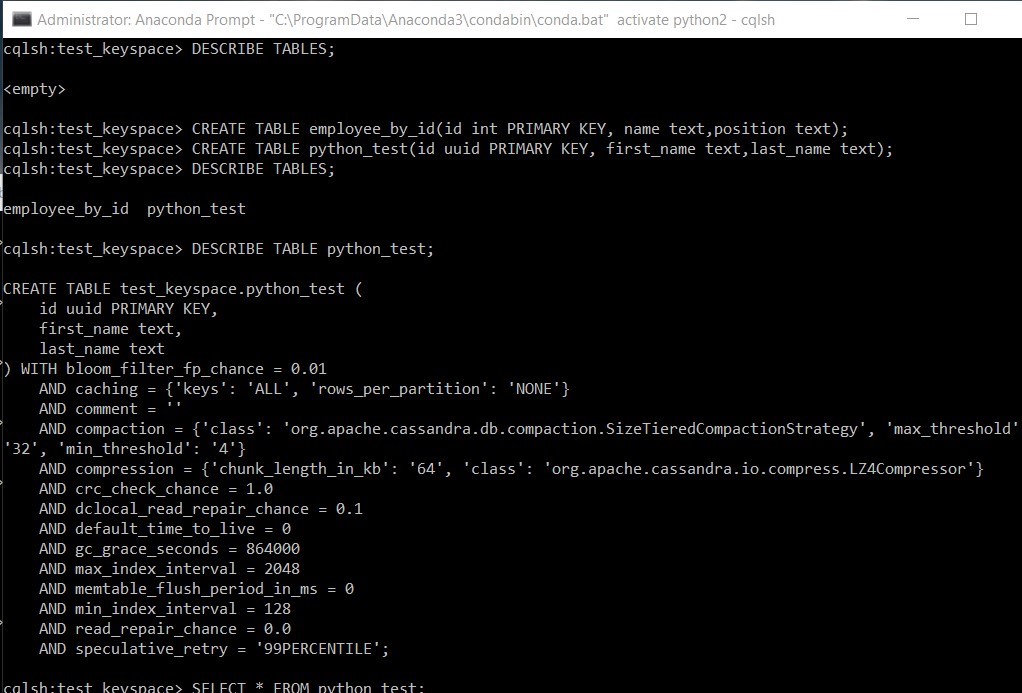 Administrator: Anaconda Prompt - "C:\ProgramData\Anaconda3\condabin\conda.bat"  activate python2 - cqlsh
cqlsh:test_keyspace> DESCRIBE TABLES;
<empty>
cqlsh:test_keyspace> CREATE TABLE employee_by_id(id int PRIMARY KEY, name text,position text);
cqlsh:test_keyspace> CREATE TABLE python_test(id uuid PRIMARY KEY, first_name text,last_name text);
cqlsh:test_keyspace> DESCRIBE TABLES;
employee_by_id  python_test
cqlsh:test_keyspace> DESCRIBE TABLE python_test;
CREATE TABLE test_keyspace.python_test (
    id uuid PRIMARY KEY,
    first_name text,
    last_name text
) WITH bloom_filter_fp_chance = 0.01
    AND caching = {'keys': 'ALL', 'rows_per_partition': 'NONE'}
    AND comment = ''
    AND compaction = {'class': 'org.apache.cassandra.db.compaction.SizeTieredCompactionStrategy', 'max_threshold'
'32', 'min_threshold': '4'}
    AND compression = {'chunk_length_in_kb': '64', 'class': 'org.apache.cassandra.io.compress.LZ4Compressor'}
    AND crc_check_chance = 1.0
    AND dclocal_read_repair_chance = 0.1
    AND default_time_to_live = 0
    AND gc_grace_seconds = 864000
    AND max_index_interval = 2048
    AND memtable_flush_period_in_ms = 0
    AND min_index_interval = 128
    AND read_repair_chance = 0.0
    AND speculative_retry = '99PERCENTILE';
cqlsh:test_keyspace> SELECT * FROM python_test;